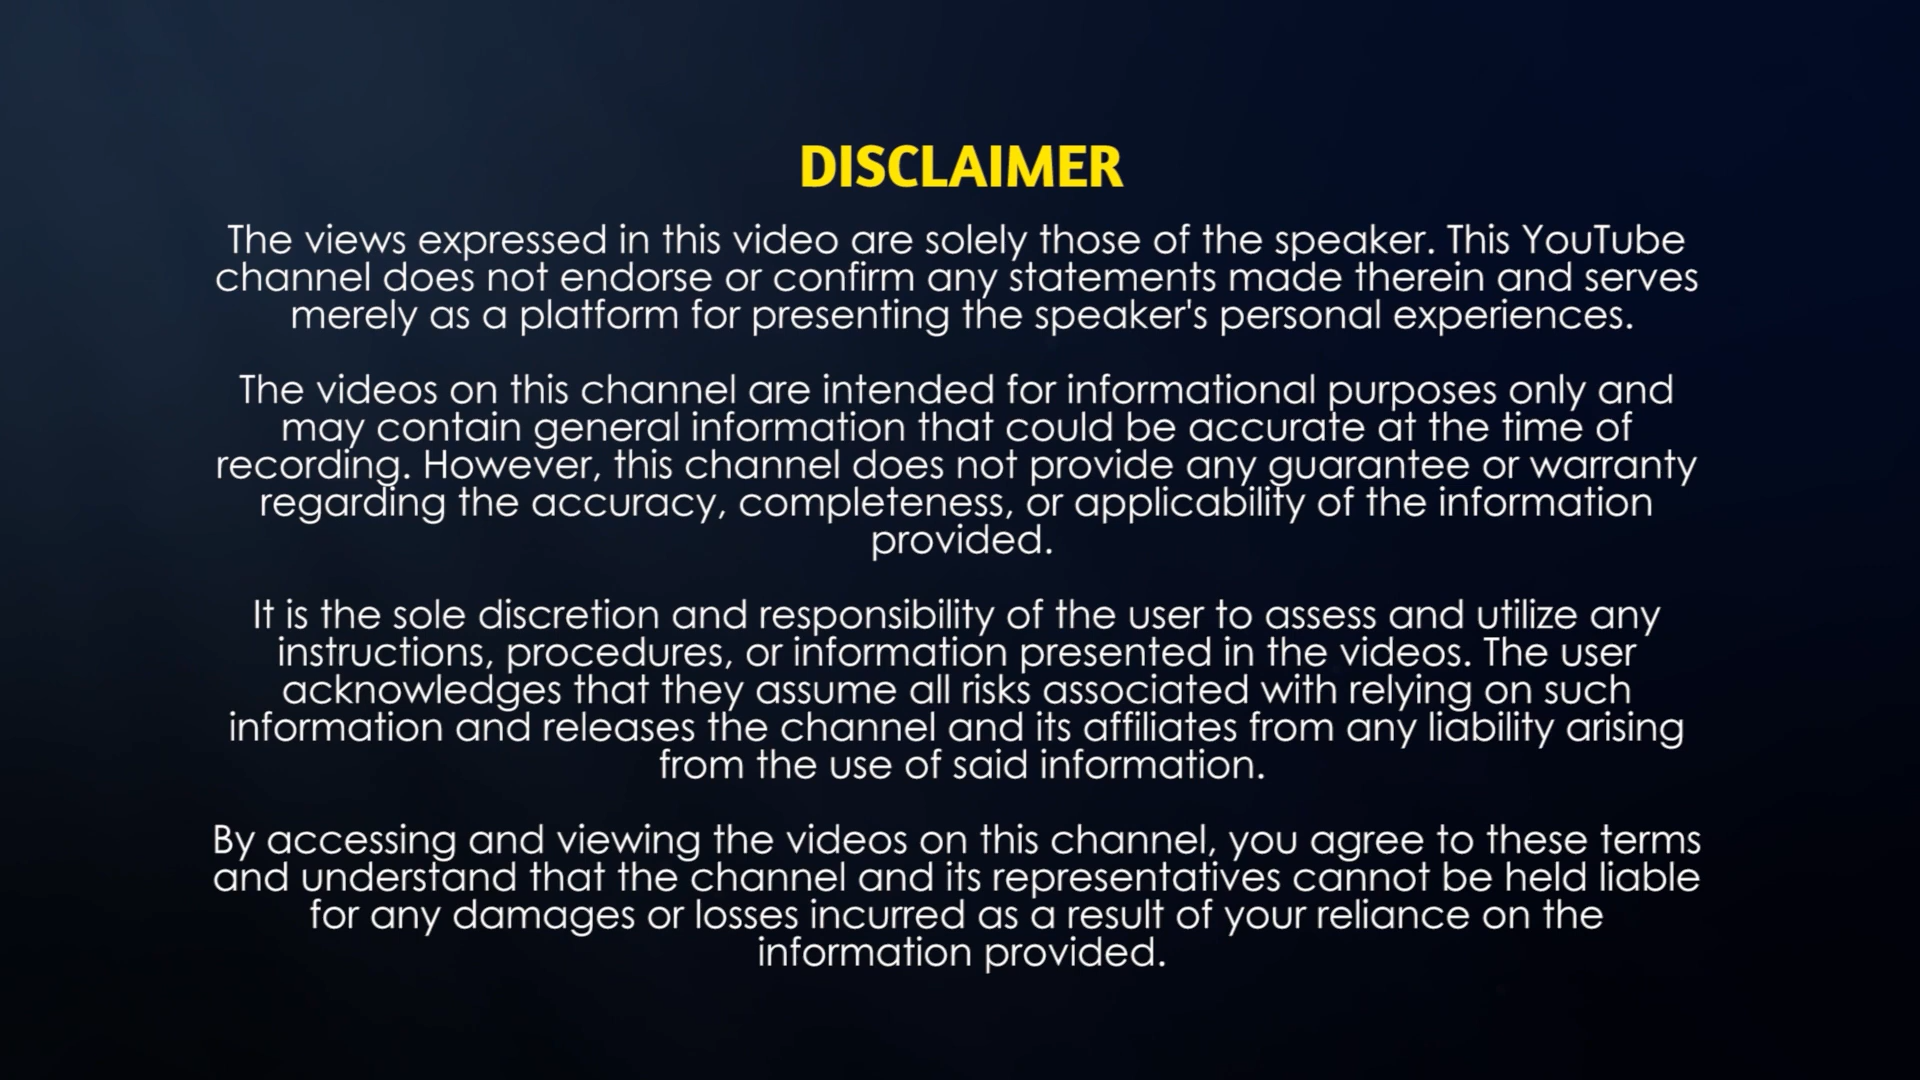 DISCLAIMER
The views expressed in this video are solely those of the speaker. This YouTube
channel does not endorse or confirm any statements made therein and serves
merely as a platform for presenting the speaker's personal experiences.
The videos on this channel are intended for informational purposes only and
may contain general information that could be accurate at the time of
recording. However, this channel does not provide any guarantee or warranty
regarding the accuracy, completeness, or applicability of the information
provided.
It is the sole discretion and responsibility of the user to assess and utilize any
instructions, procedures, or information presented in the videos. The user
acknowledges that they assume all risks associated with relying on such
information and releases the channel and its affiliates from any liability arising
from the use of said information.
By accessing and viewing the videos on this channel, you agree to these terms
and understand that the channel and its representatives cannot be held liable
for any damages or losses incurred as a result of your reliance on the
information provided.